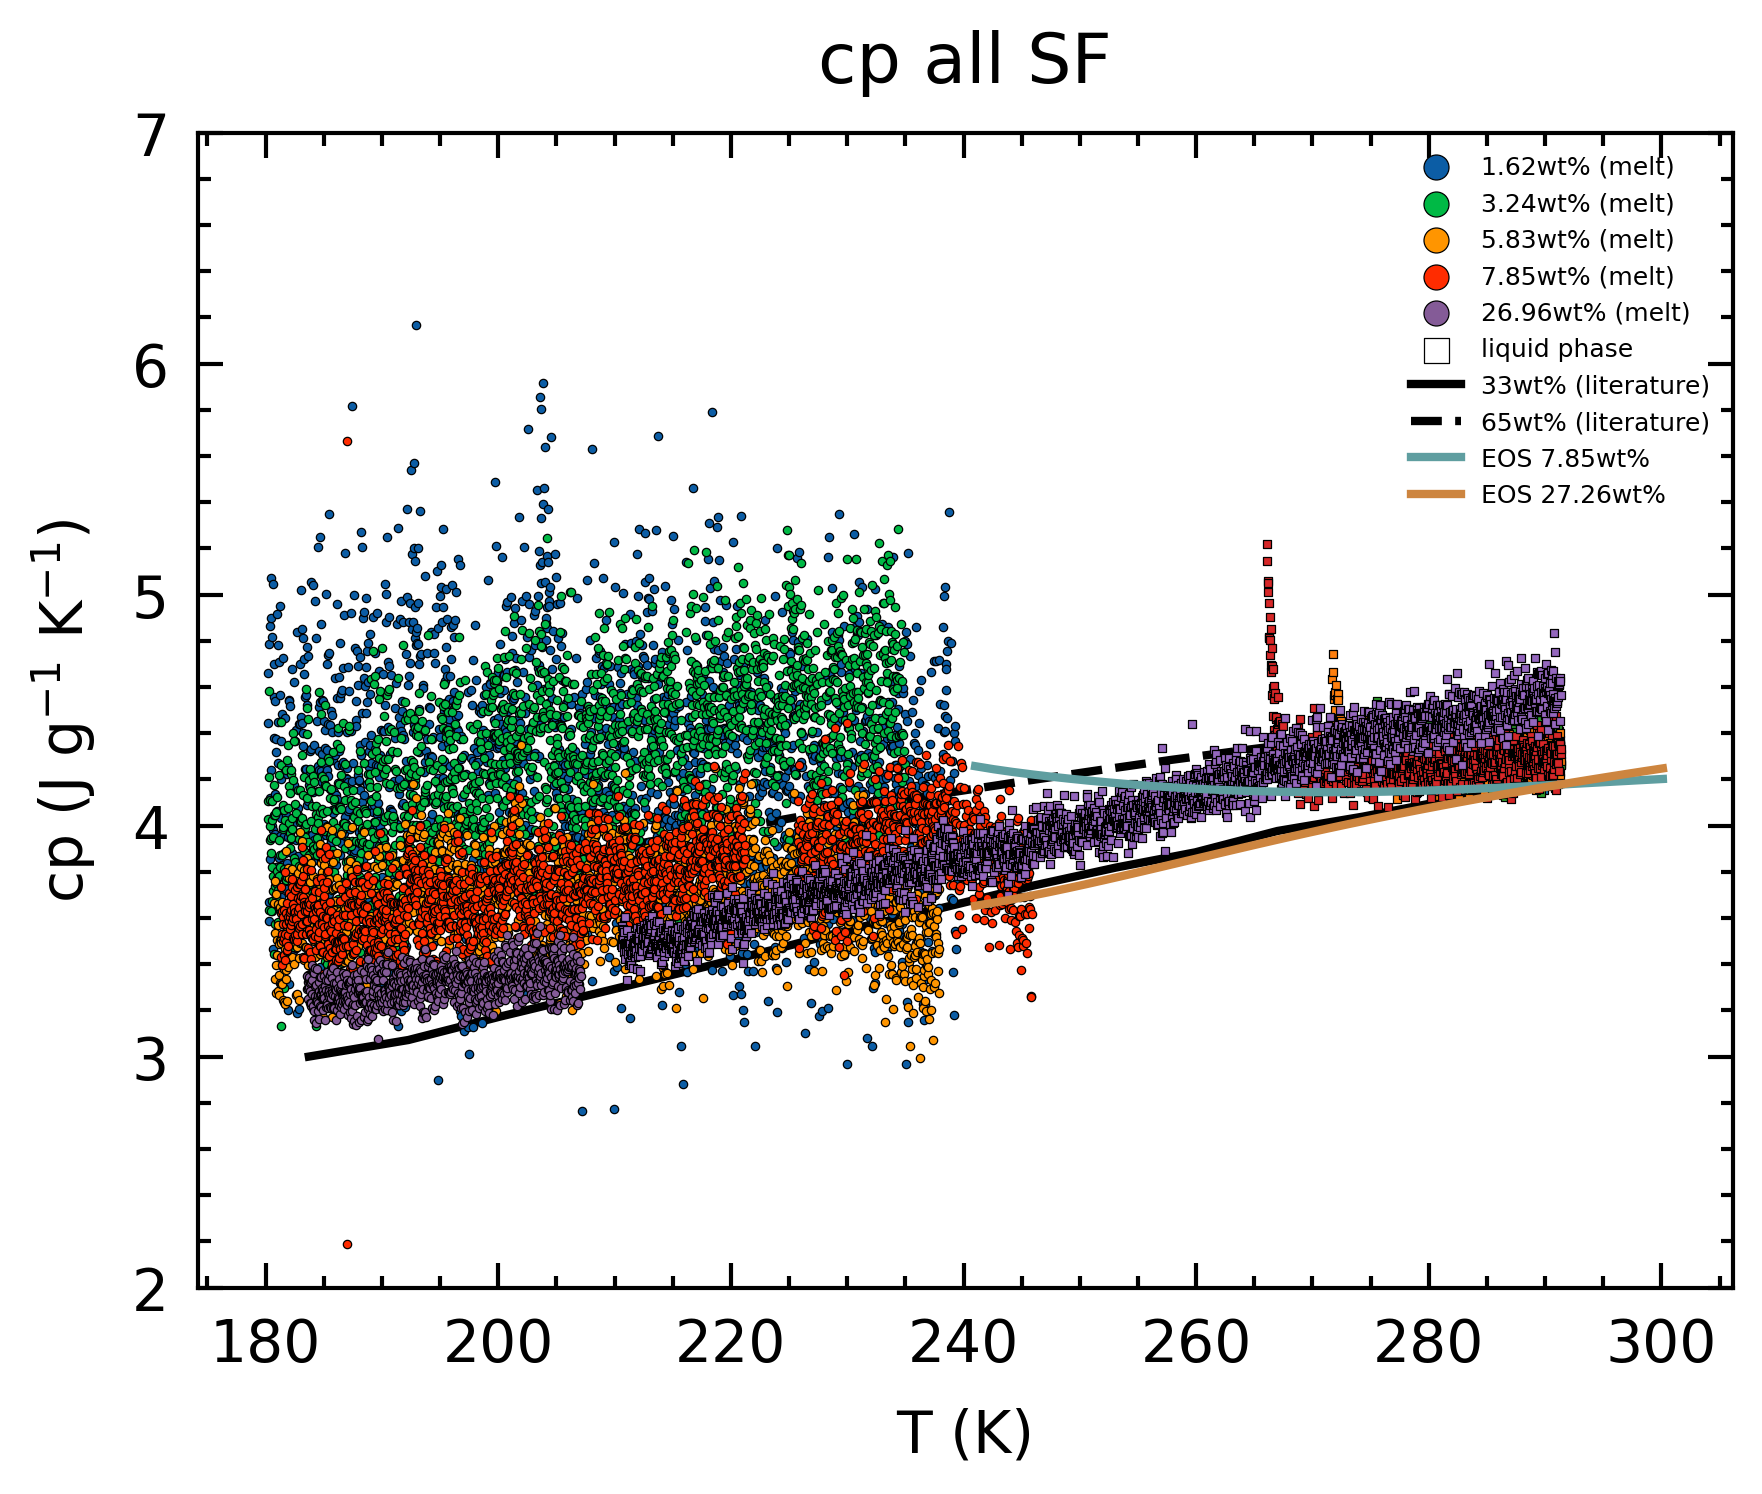 cp all SF
cp (J g⁻¹ K⁻¹)
7
6
5
4
3
2
1.62wt% (melt)
3.24wt% (melt)
5.83wt% (melt)
7.85wt% (melt)
26.96wt% (melt)
liquid phase
33wt% (literature)
65wt% (literature)
EOS 7.85wt%
EOS 27.26wt%
180 200 220 240 260 280 300
T (K)